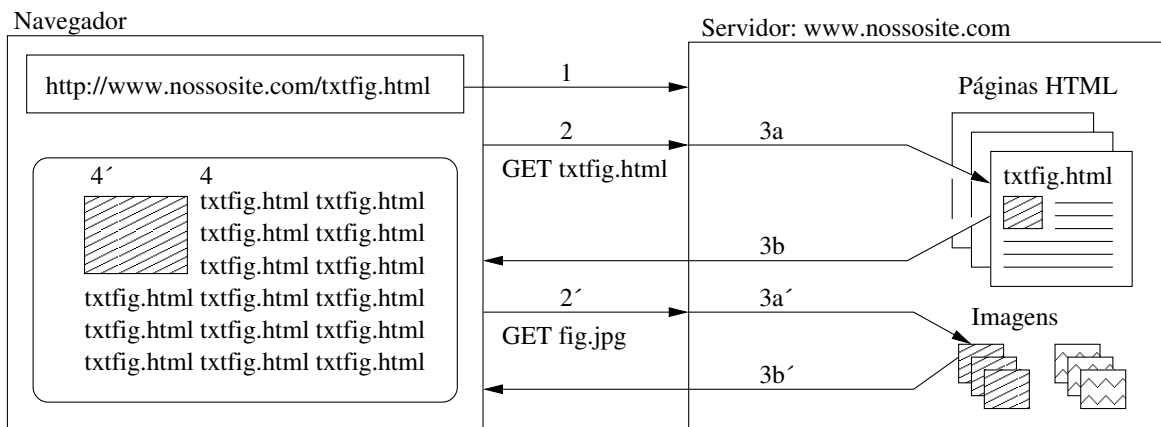 Navegador
Servidor: www.nossosite.com
http://www.nossosite.com/txtfig.html
1
Páginas HTML
2
3a
GET txtfig.html
txtfig.html
4´ 4
txtfig.html txtfig.html
txtfig.html txtfig.html
txtfig.html txtfig.html
3b
txtfig.html txtfig.html txtfig.html
txtfig.html txtfig.html txtfig.html
txtfig.html txtfig.html txtfig.html
2´
3a´
GET fig.jpg
Imagens
3b´